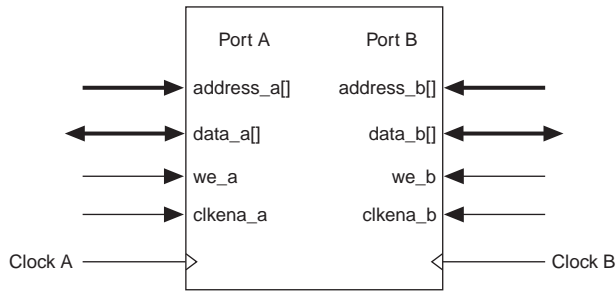 Port A Port B
address_a[] address_b[]
data_a[] data_b[]
we_a we_b
clkena_a clkena_b
Clock A Clock B